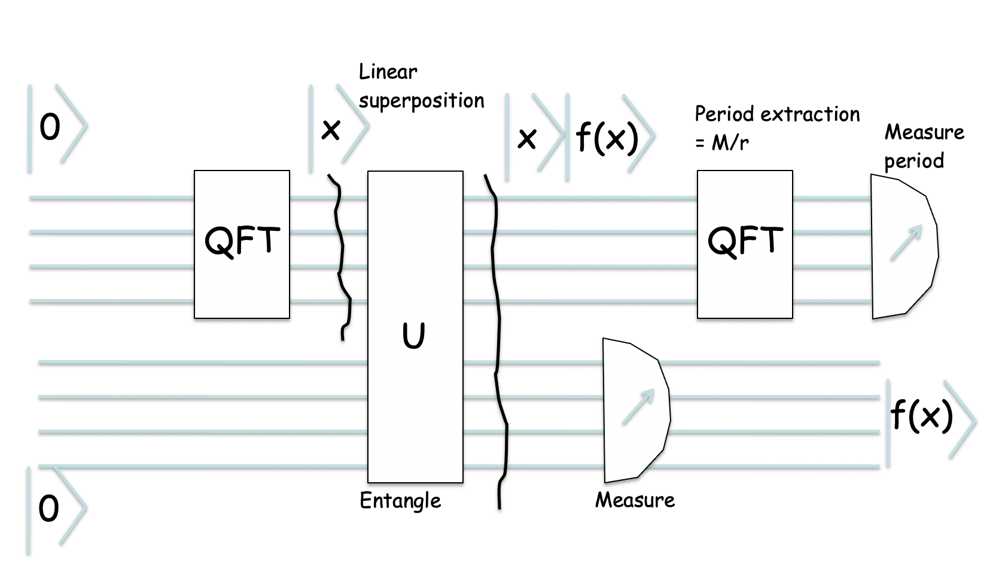 Linear
superposition
|0⟩
|x⟩
|x⟩|f(x)⟩
Period extraction
= M/r
Measure
period
QFT
QFT
U
|f(x)⟩
|0⟩
Entangle
Measure